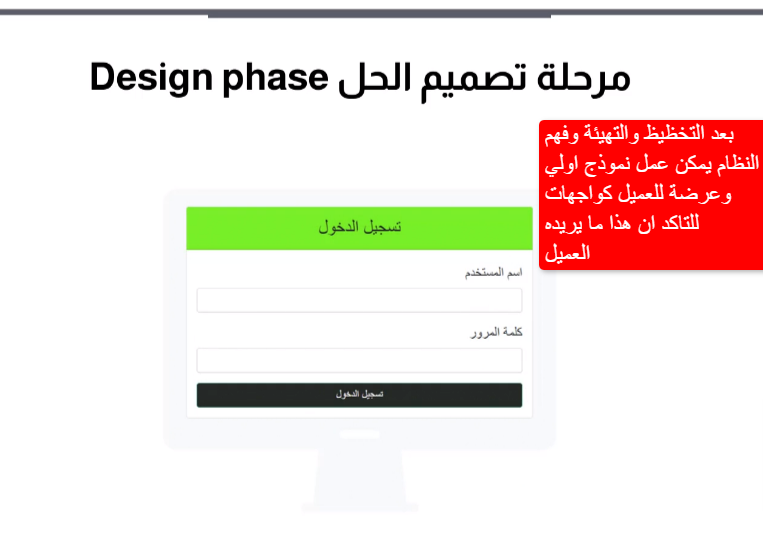 مرحلة تصميم الحل Design phase
بعد التخظيظ والتهيئة وفهم
النظام يمكن عمل نموذج اولي
وعرضة للعميل كواجهات
للتاكد ان هذا ما يريده
العميل
تسجيل الدخول
اسم المستخدم
كلمة المرور
تسجيل الدخول